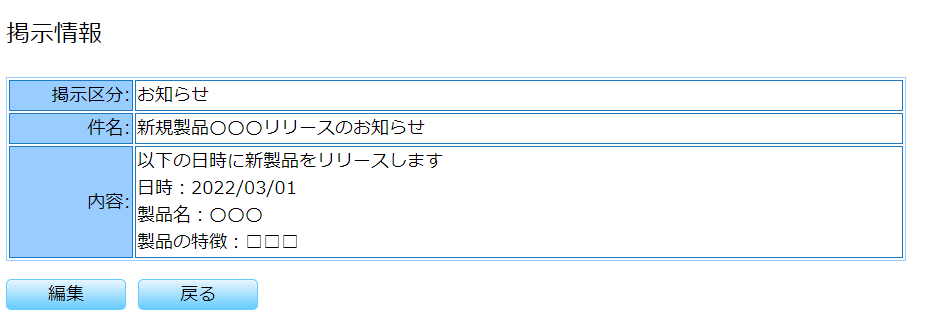 掲示情報
掲示区分: お知らせ
件名: 新規製品〇〇〇リリースのお知らせ
内容: 以下の日時に新製品をリリースします
日時：2022/03/01
製品名：〇〇〇
製品の特徴：□□□
編集 戻る